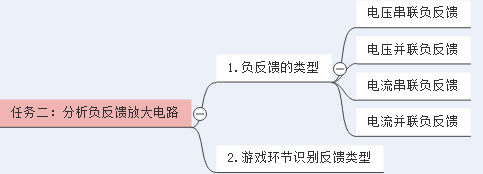 电压串联负反馈
电压并联负反馈
1.负反馈的类型
电流串联负反馈
任务二：分析负反馈放大电路
电流并联负反馈
2.游戏环节识别反馈类型